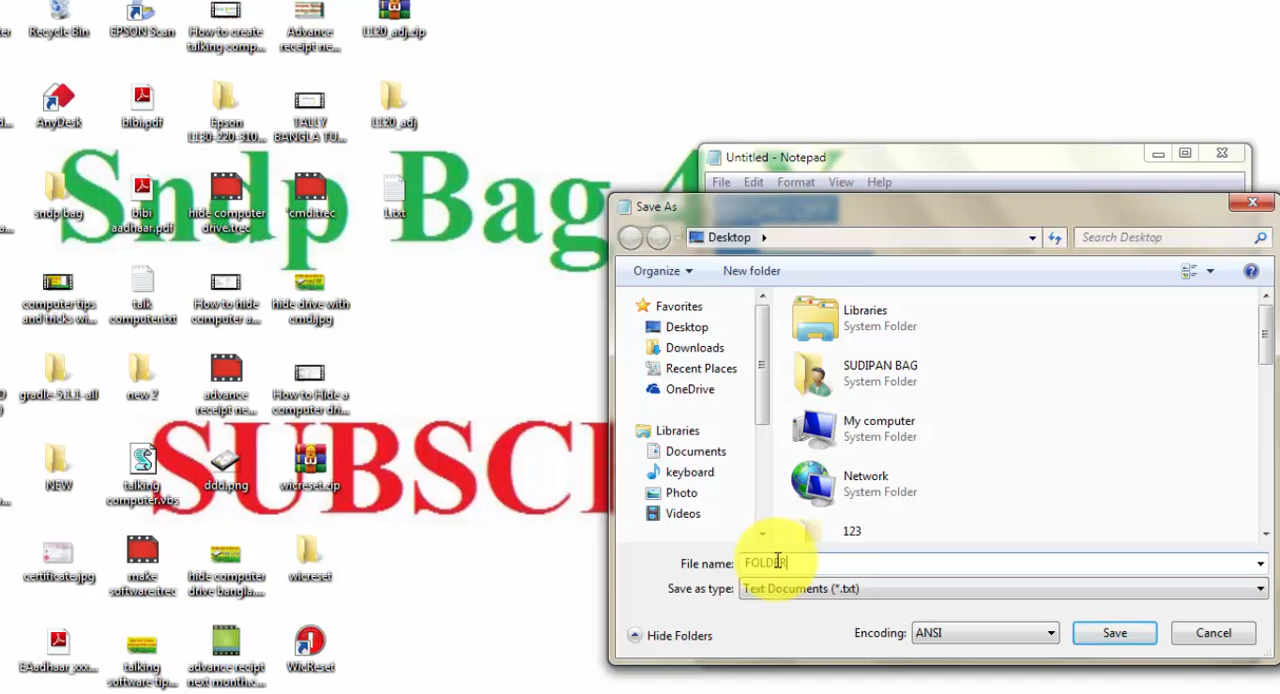 Recycle Bin
EPSON Scan
How to create
talking comp...
Advance
receipt ne...
L130_adj.zip
AnyDesk
bibi.pdf
Epson
L130-220-310...
TALLY
BANGLA TU...
L130_adj
Sndp Bag 4 Y
sndp bag
bibi
aadhaar.pdf
hide computer
drive.trec
cmd.trec
1.txt
computer tips
and tricks wi...
talk
computer.txt
How to hide
computer a...
hide drive with
cmd.jpg
gradle-5.1.1-all
new 2
advance
receipt ne...
How to Hide a
computer dri...
SUBSC
NEW
talking
computer.vbs
dddd.png
wicreset.zip
certificate.jpg
make
software.trec
hide computer
drive bangla...
wicreset
EAadhaar_xxx...
talking
software tip...
advance recipt
next month.c...
WicReset
Untitled - Notepad
File Edit Format View Help
Save As
Desktop
Search Desktop
Organize
New folder
Favorites
Desktop
Downloads
Recent Places
OneDrive
Libraries
Documents
keyboard
Photo
Videos
Libraries
System Folder
SUDIPAN BAG
System Folder
My computer
System Folder
Network
System Folder
123
File name: FOLDER
Save as type: Text Documents (*.txt)
Hide Folders
Encoding: ANSI
Save
Cancel